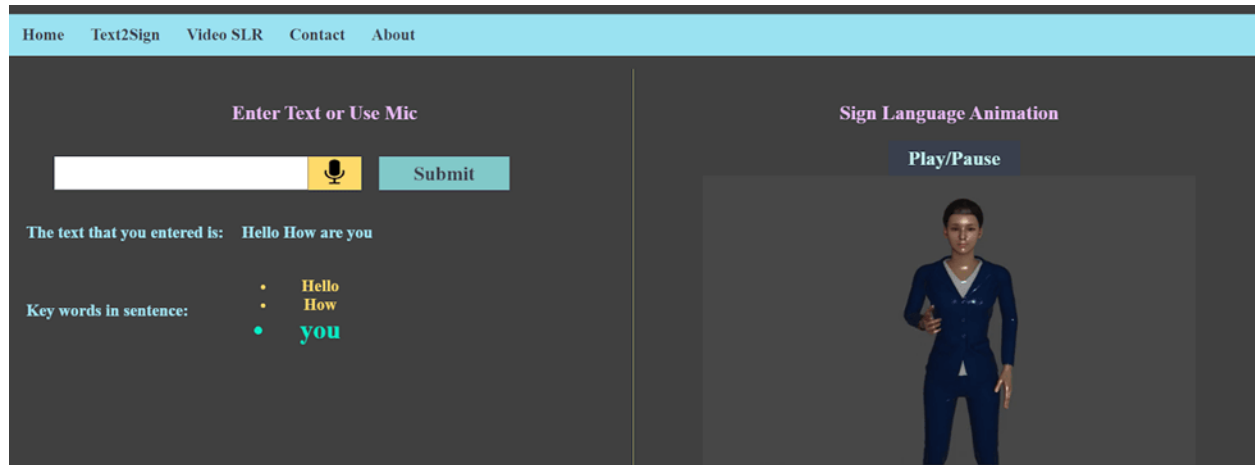 Home Text2Sign Video SLR Contact About
Enter Text or Use Mic
Submit
The text that you entered is: Hello How are you
Key words in sentence:
Hello
How
you
Sign Language Animation
Play/Pause